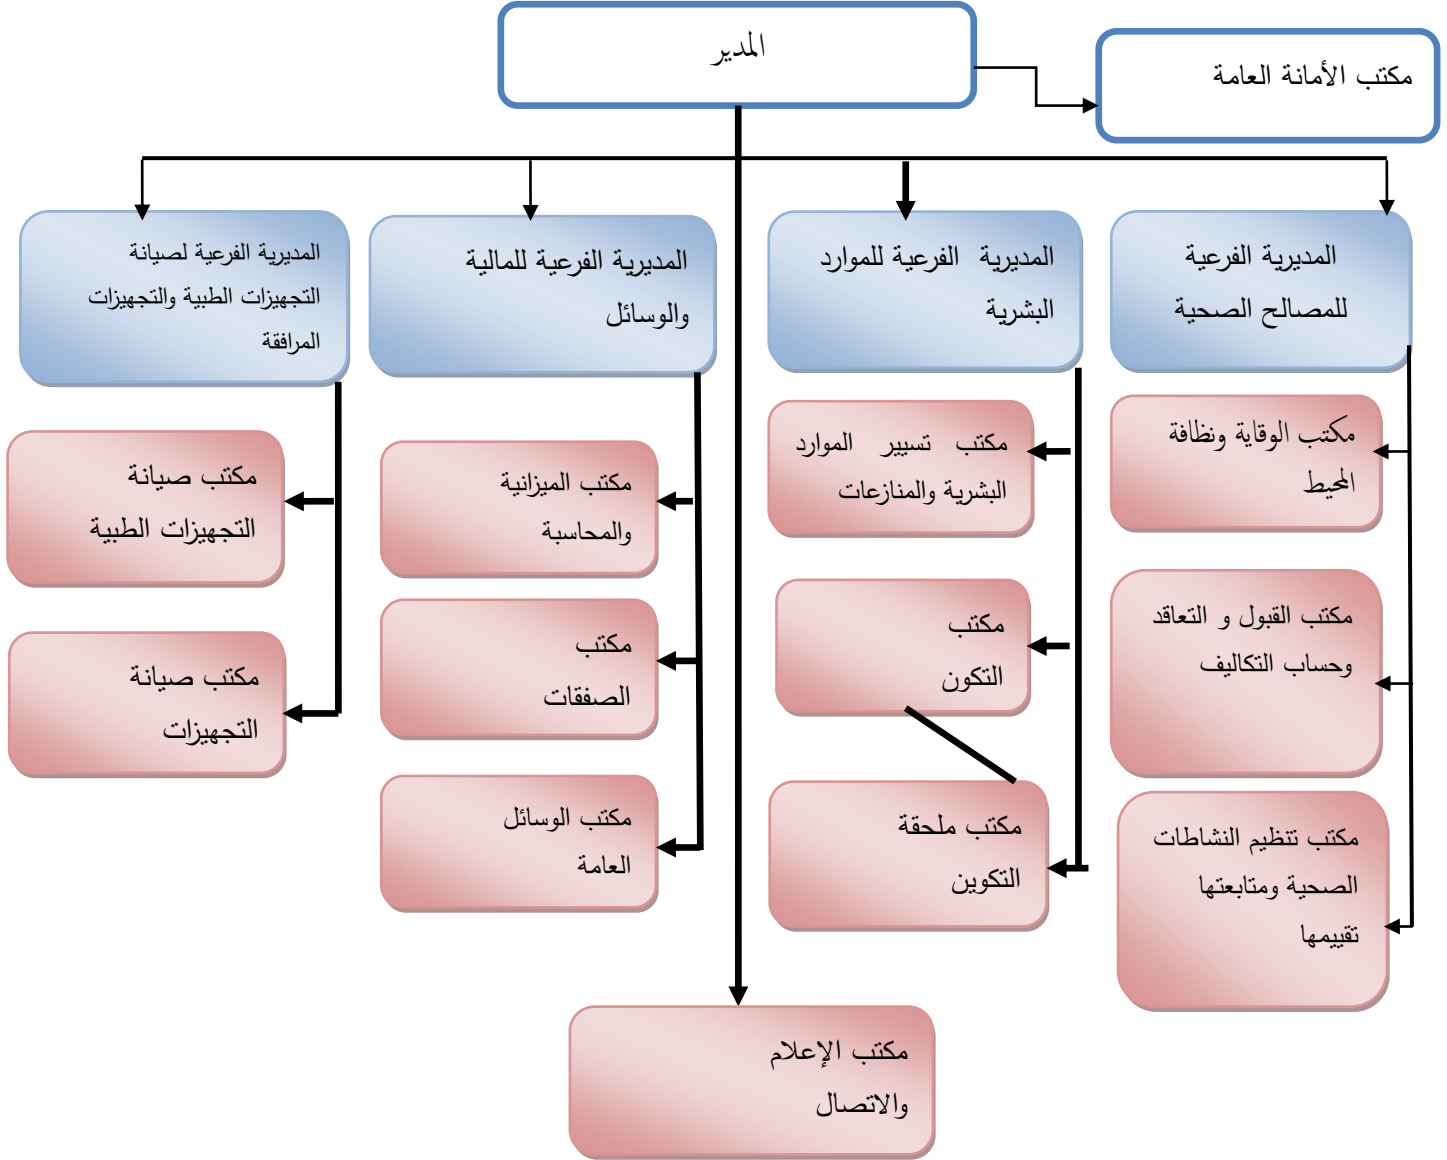 المدير
مكتب الأمانة العامة
المديرية الفرعية
للمصالح الصحية
المديرية الفرعية للموارد
البشرية
المديرية الفرعية للمالية
والوسائل
المديرية الفرعية لصيانة
التجهيزات الطبية والتجهيزات
المرافقة
مكتب الوقاية ونظافة
المحيط
مكتب القبول و التعاقد
وحساب التكاليف
مكتب تنظيم النشاطات
الصحية ومتابعتها
تقييمها
مكتب تسيير الموارد
البشرية والمنازعات
مكتب
التكون
مكتب ملحقة
التكوين
مكتب الميزانية
والمحاسبة
مكتب
الصفقات
مكتب الوسائل
العامة
مكتب صيانة
التجهيزات الطبية
مكتب صيانة
التجهيزات
مكتب الإعلام
والاتصال